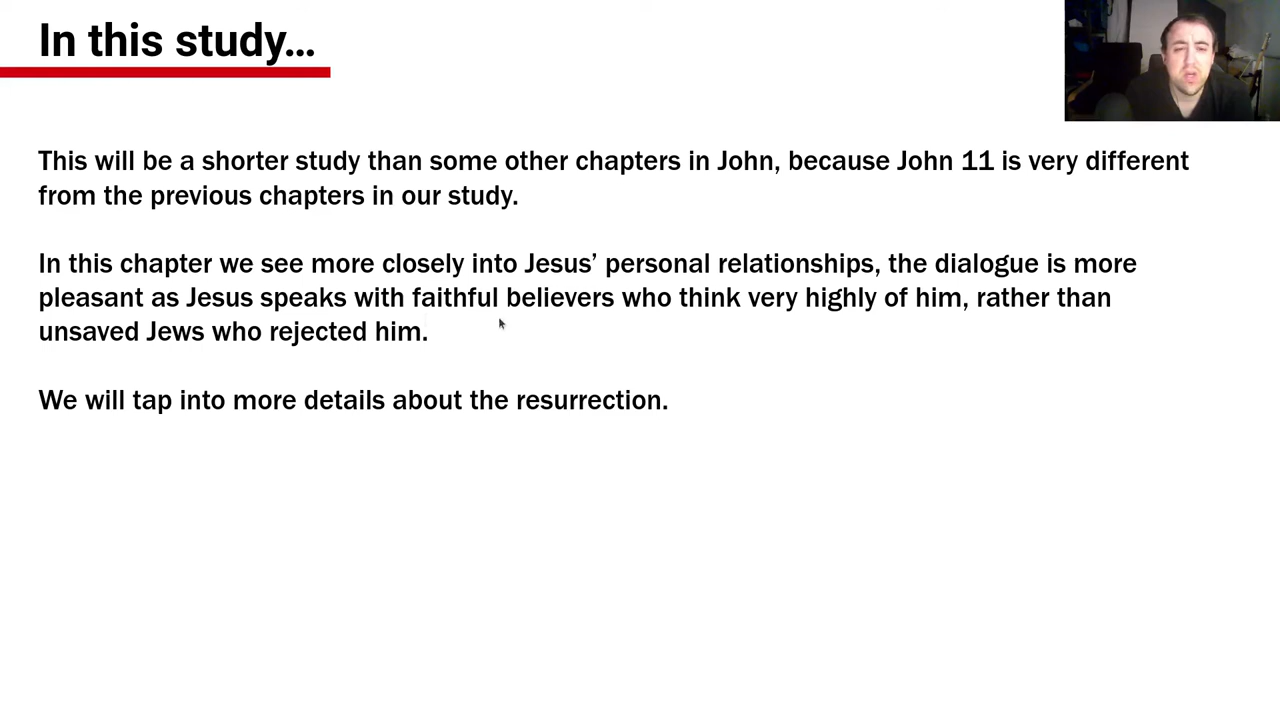 In this study...
This will be a shorter study than some other chapters in John, because John 11 is very different
from the previous chapters in our study.
In this chapter we see more closely into Jesus’ personal relationships, the dialogue is more
pleasant as Jesus speaks with faithful believers who think very highly of him, rather than
unsaved Jews who rejected him.
We will tap into more details about the resurrection.